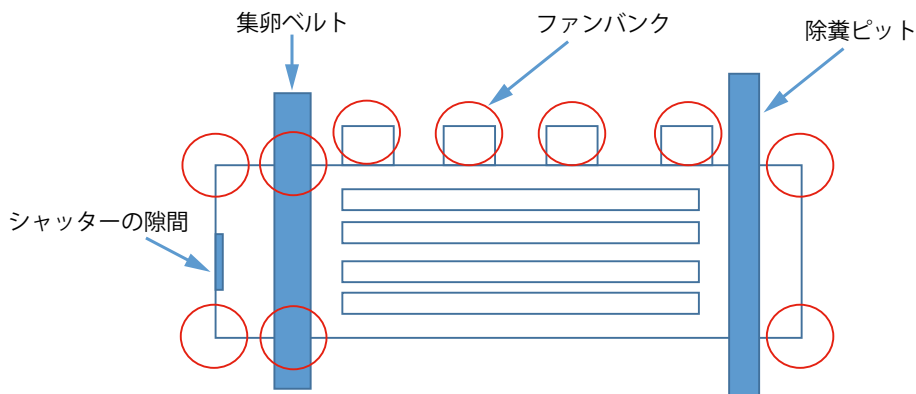 集卵ベルト
ファンバンク
除糞ピット
シャッターの隙間